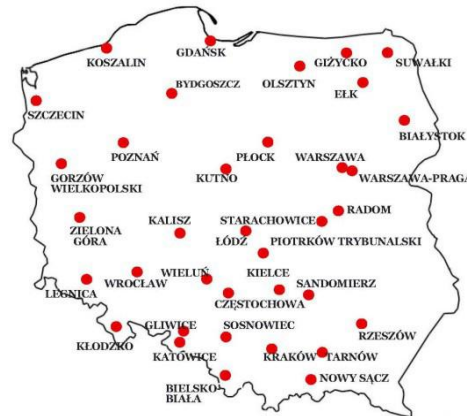 GDAŃSK
KOSZALIN
GIŻYCKO
SUWAŁKI
OLSZTYN
BYDGOSZCZ
EŁK
SZCZECIN
BIAŁYSTOK
POZNAŃ
PŁOCK
WARSZAWA
GORZÓW
WIELKOPOLSKI
KUTNO
WARSZAWA-PRAGA
RADOM
ZIELONA
GÓRA
KALISZ
STARACHOWICE
ŁÓDŹ
PIOTRKÓW TRYBUNALSKI
WIELUŃ
KIELCE
WROCŁAW
SANDOMIERZ
LEGNICA
CZĘSTOCHOWA
GLIWICE
SOSNOWIEC
RZESZÓW
KŁODZKO
KATOWICE
KRAKÓW
TARNÓW
NOWY SĄCZ
BIELSKO
BIAŁA